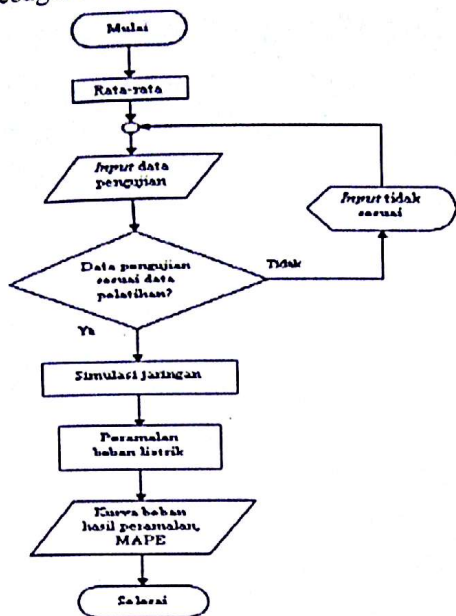 Mulai
Rata-rata
Input data
pengujian
Input tidak
sesuai
Data pengujian
sesuai data
pelatihan?
Tidak
Ya
Simulasi jaringan
Peramalan
beban listrik
Kurva beban
hasil peramalan,
MAPE
Selesai